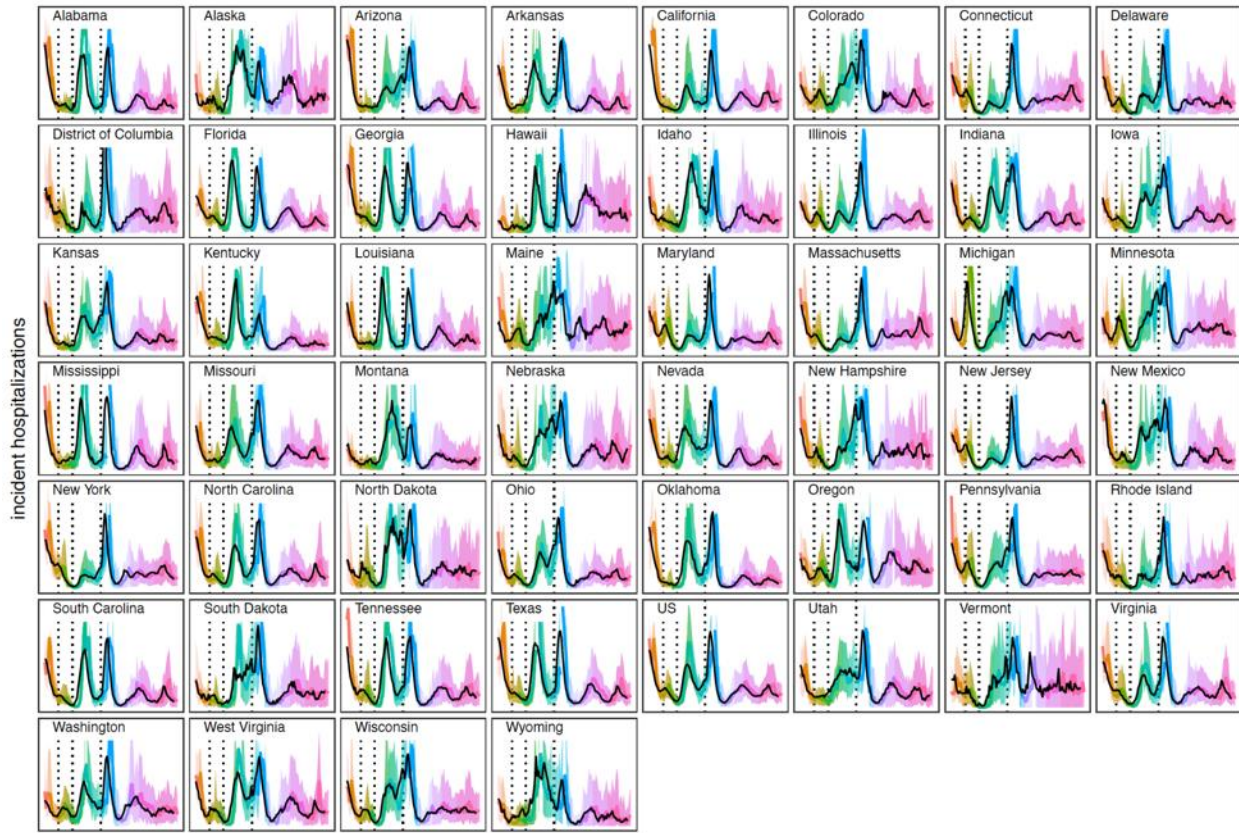 Alabama Alaska Arizona Arkansas California Colorado Connecticut Delaware
District of Columbia Florida Georgia Hawaii Idaho Illinois Indiana Iowa
Kansas Kentucky Louisiana Maine Maryland Massachusetts Michigan Minnesota
Mississippi Missouri Montana Nebraska Nevada New Hampshire New Jersey New Mexico
New York North Carolina North Dakota Ohio Oklahoma Oregon Pennsylvania Rhode Island
South Carolina South Dakota Tennessee Texas US Utah Vermont Virginia
Washington West Virginia Wisconsin Wyoming
incident hospitalizations